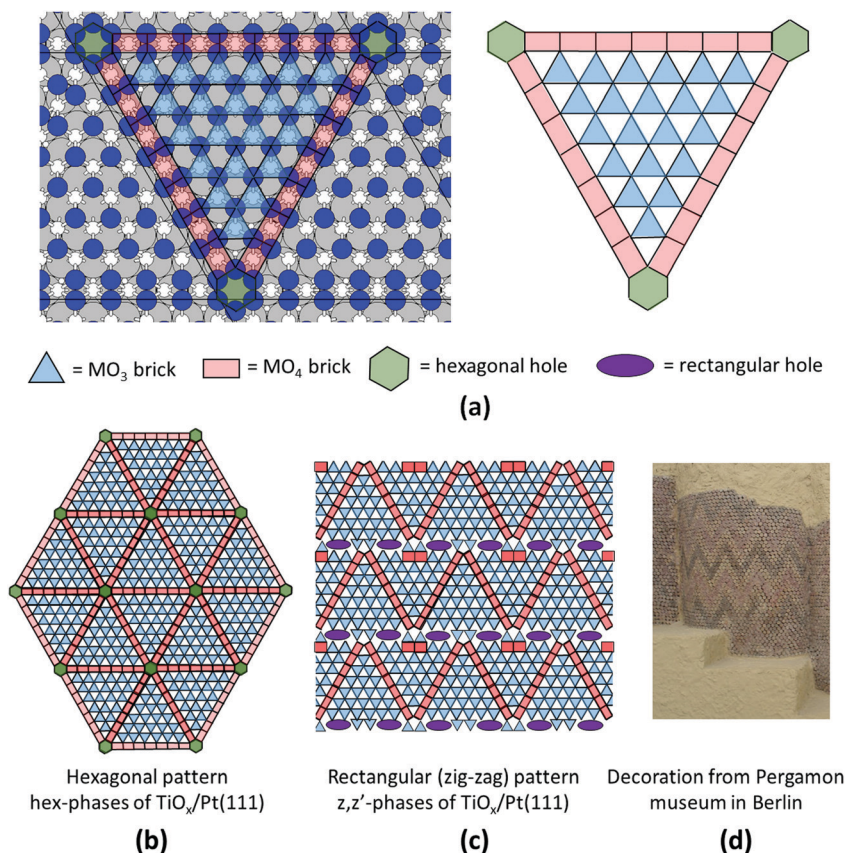 = MO₃ brick = MO₄ brick = hexagonal hole = rectangular hole
(a)
Hexagonal pattern
hex-phases of TiOₓ/Pt(111)
(b)
Rectangular (zig-zag) pattern
z,z’-phases of TiOₓ/Pt(111)
(c)
Decoration from Pergamon
museum in Berlin
(d)